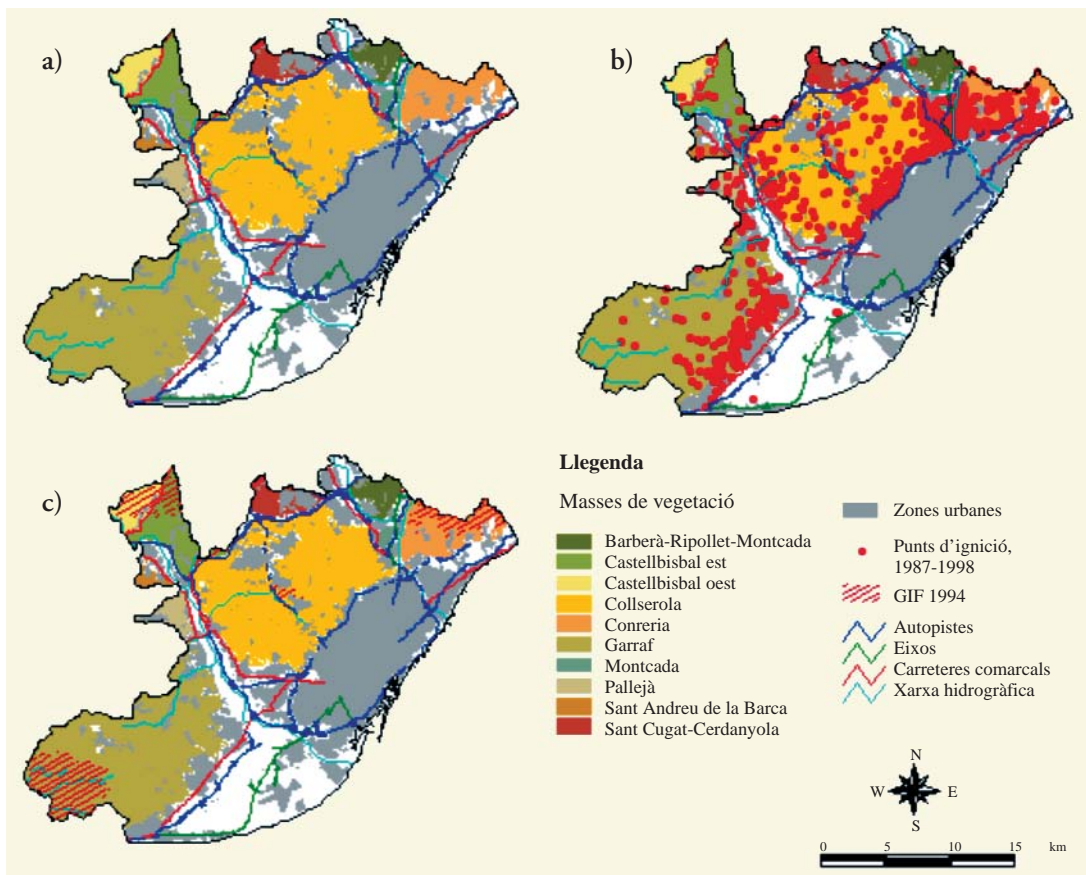 a)
b)
c)
Llegenda
Masses de vegetació
Barberà-Ripollet-Montcada
Castellbisbal est
Castellbisbal oest
Collserola
Conreria
Garraf
Montcada
Pallejà
Sant Andreu de la Barca
Sant Cugat-Cerdanyola
Zones urbanes
Punts d'ignició,
1987-1998
GIF 1994
Autopistes
Eixos
Carreteres comarcals
Xarxa hidrogràfica
N
W E
S
0 5 10 15 km